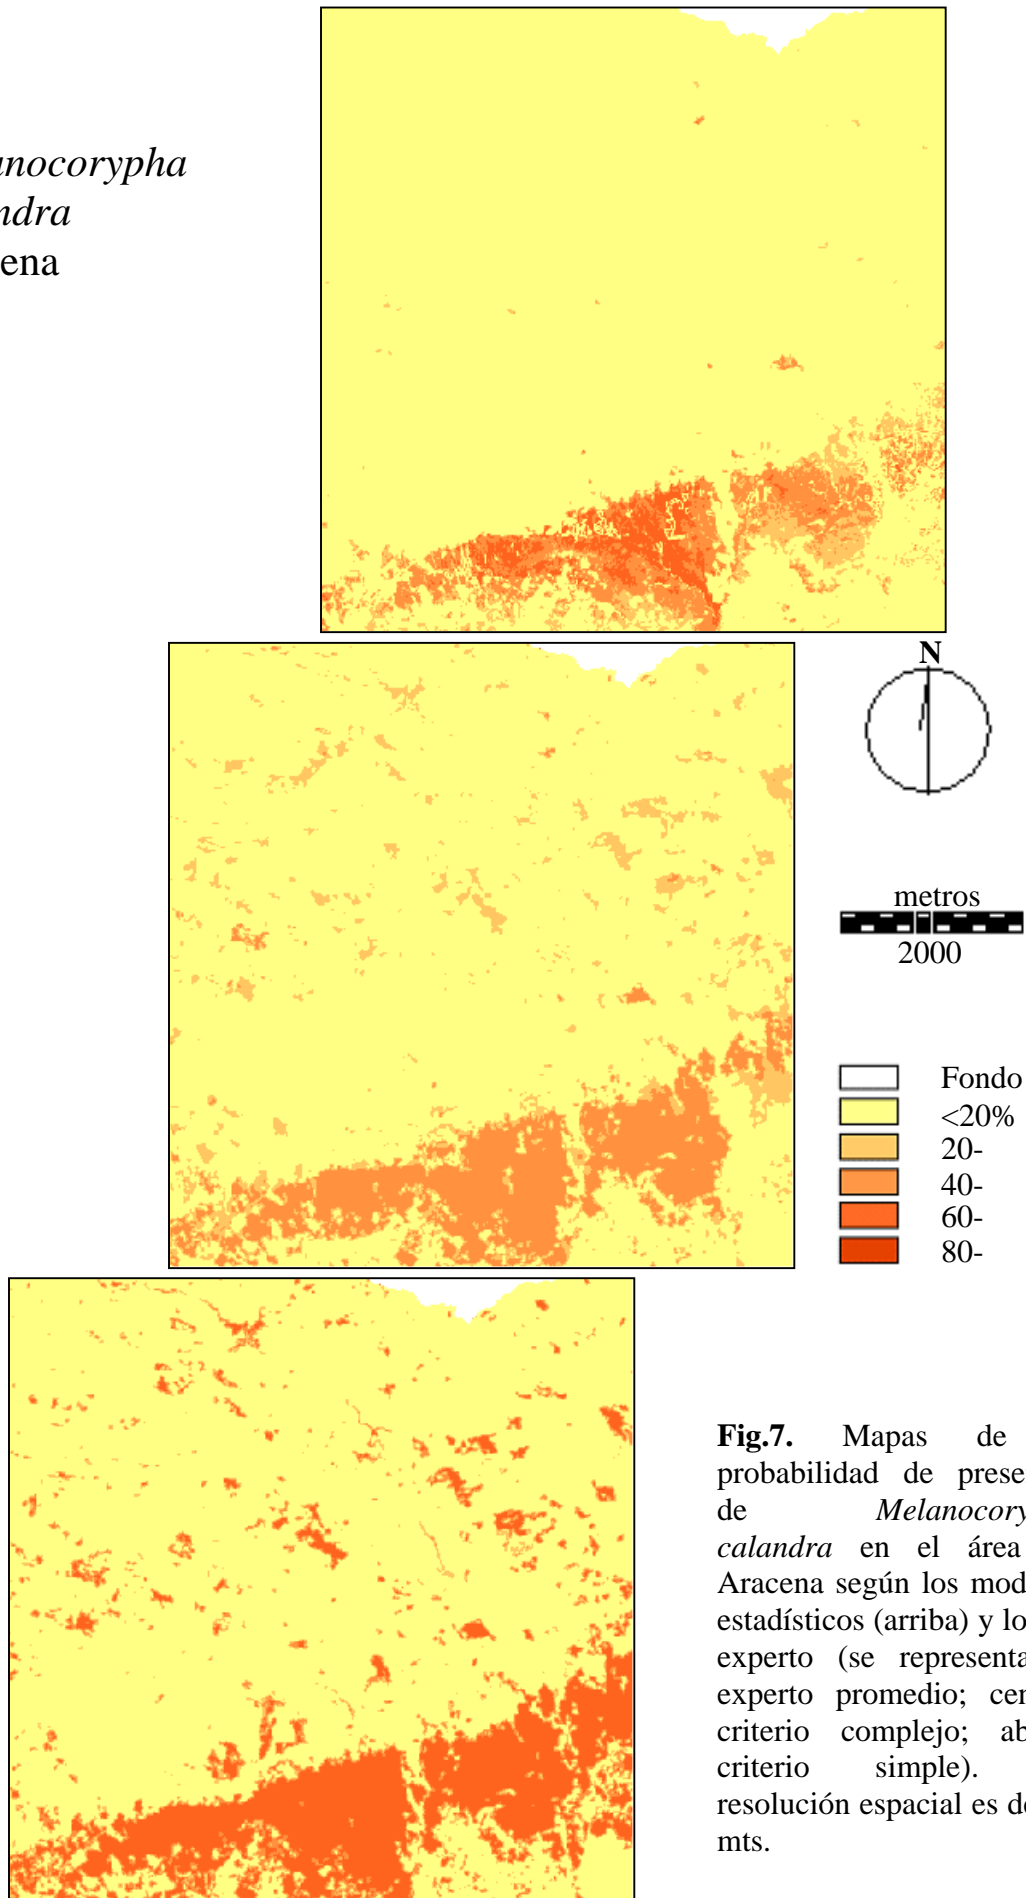 anocorypha
ndra
ena
N
metros
2000
Fondo
<20%
20-
40-
60-
80-
Fig.7. Mapas de
probabilidad de prese
de Melanocory
calandra en el área
Aracena según los mod
estadísticos (arriba) y lo
experto (se representa
experto promedio; cen
criterio complejo; ab
criterio simple).
resolución espacial es d
mts.